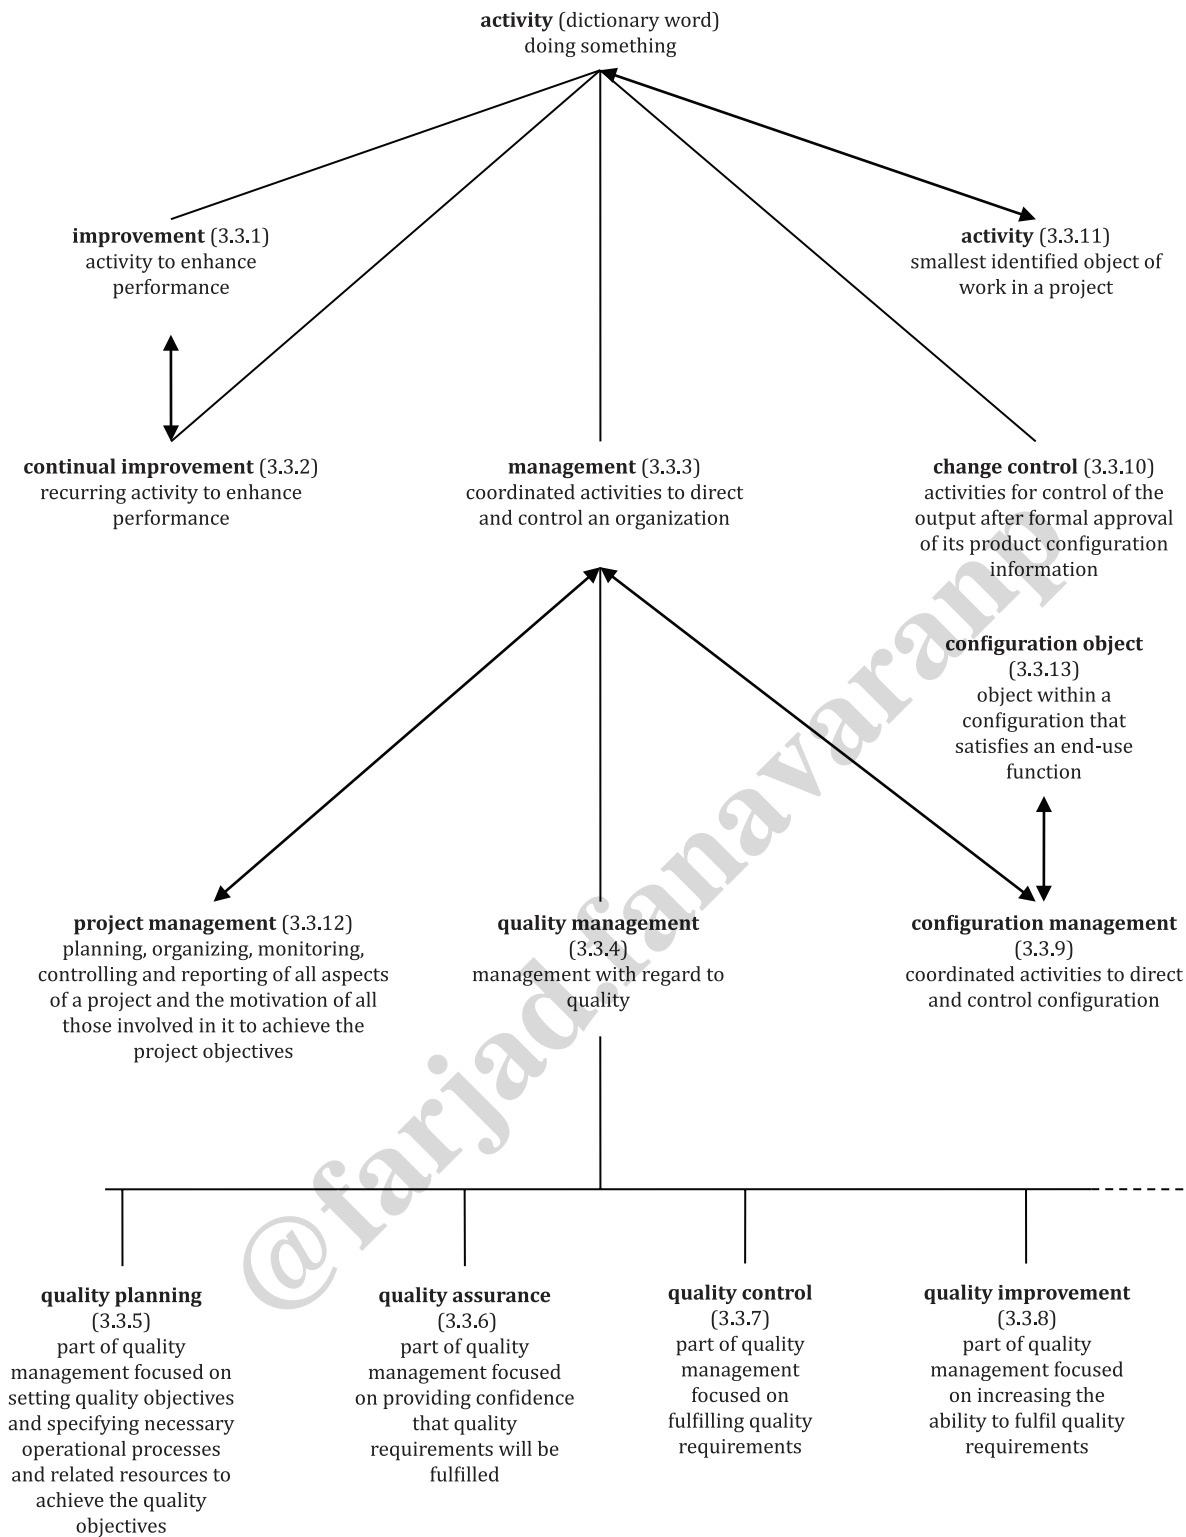 activity (dictionary word)
doing something
improvement (3.3.1)
activity to enhance
performance
activity (3.3.11)
smallest identified object of
work in a project
continual improvement (3.3.2)
recurring activity to enhance
performance
management (3.3.3)
coordinated activities to direct
and control an organization
change control (3.3.10)
activities for control of the
output after formal approval
of its product configuration
information
configuration object
(3.3.13)
object within a
configuration that
satisfies an end-use
function
project management (3.3.12)
planning, organizing, monitoring,
controlling and reporting of all aspects
of a project and the motivation of all
those involved in it to achieve the
project objectives
quality management
(3.3.4)
management with regard to
quality
configuration management
(3.3.9)
coordinated activities to direct
and control configuration
quality planning
(3.3.5)
part of quality
management focused on
setting quality objectives
and specifying necessary
operational processes
and related resources to
achieve the quality
objectives
quality assurance
(3.3.6)
part of quality
management focused
on providing confidence
that quality
requirements will be
fulfilled
quality control
(3.3.7)
part of quality
management
focused on
fulfilling quality
requirements
quality improvement
(3.3.8)
part of quality
management focused
on increasing the
ability to fulfil quality
requirements
@farjad.fanavaranp